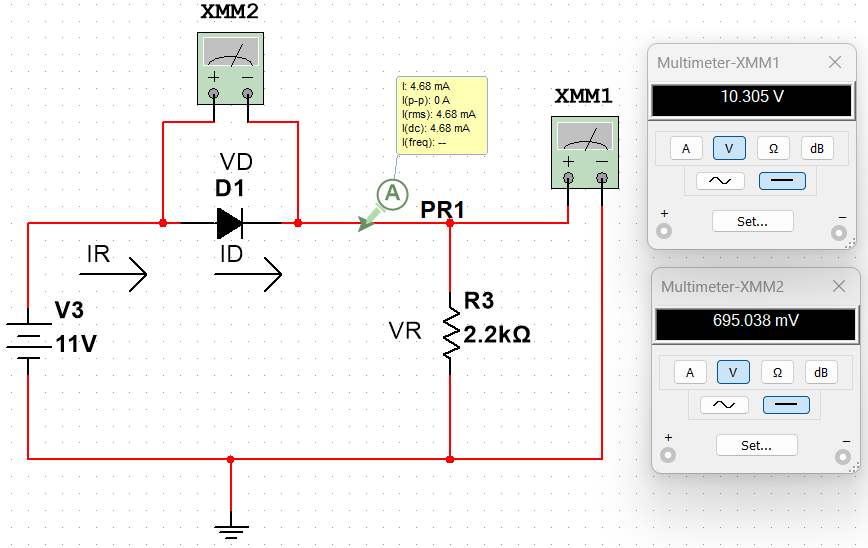 XMM2
+ −
I: 4.68 mA
I(p-p): 0 A
I(rms): 4.68 mA
I(dc): 4.68 mA
I(freq): --
XMM1
+ −
VD
D1
A
PR1
IR
ID
V3
11V
VR
R3
2.2kΩ
Multimeter-XMM1
10.305 V
A V Ω dB
+ Set... −
Multimeter-XMM2
695.038 mV
A V Ω dB
+ Set... −